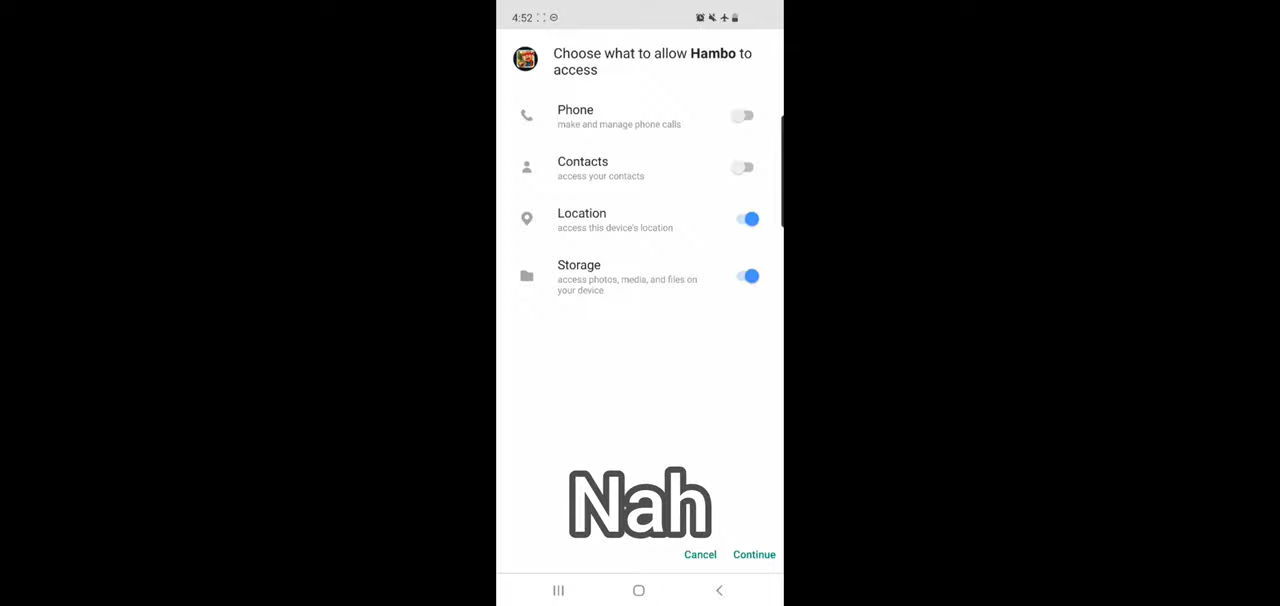 4:52
Choose what to allow Hambo to
access
Phone
make and manage phone calls
Contacts
access your contacts
Location
access this device's location
Storage
access photos, media, and files on
your device
Nah
Cancel Continue